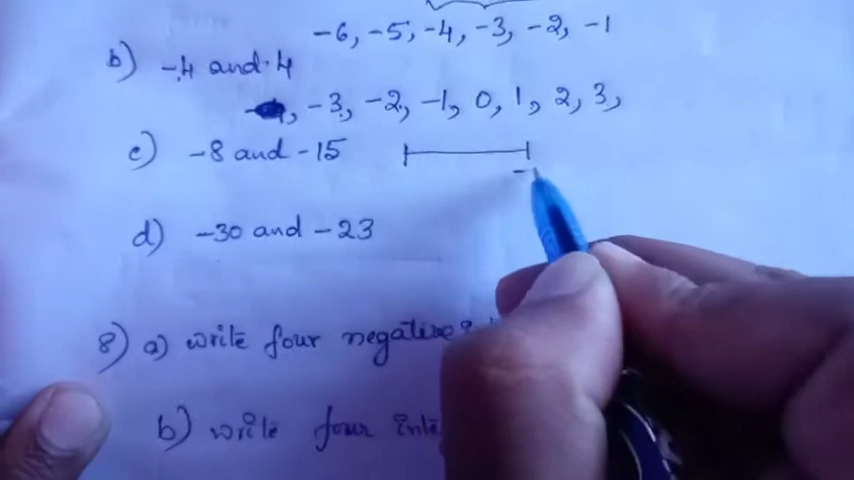 -6, -5, -4, -3, -2, -1
b) -4 and 4
, -3, -2, -1, 0, 1, 2, 3,
c) -8 and -15
-
d) -30 and -23
8) a) write four negative
b) write four